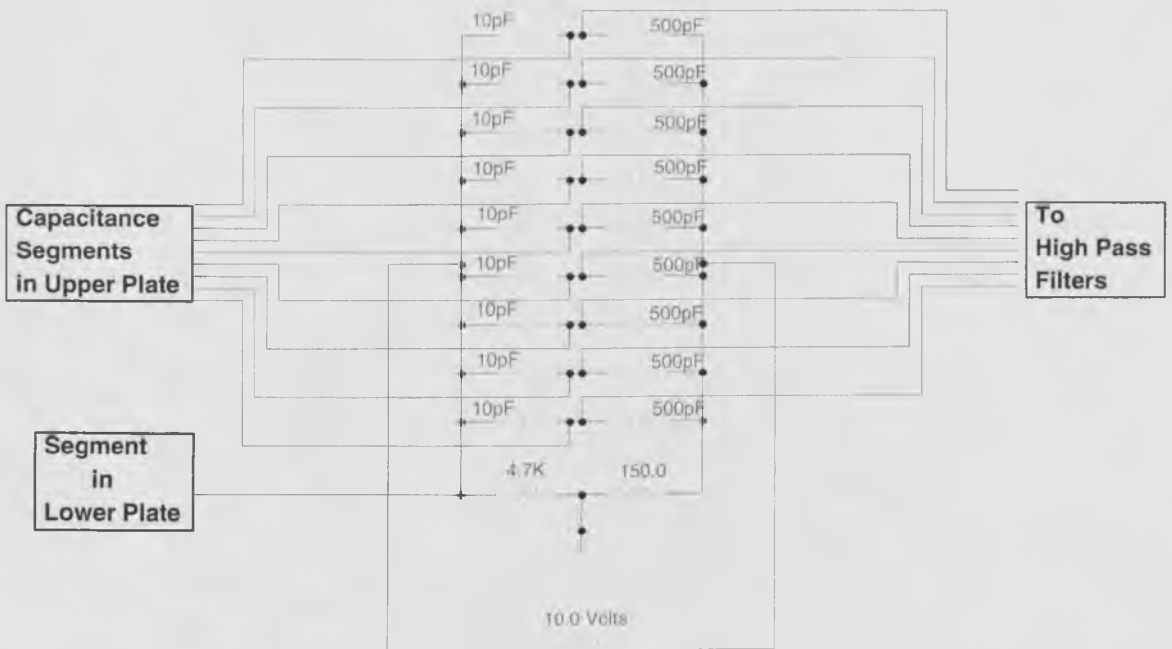 10pF 500pF
10pF 500pF
10pF 500pF
10pF 500pF
10pF 500pF
10pF 500pF
10pF 500pF
10pF 500pF
10pF 500pF
Capacitance
Segments
in Upper Plate
To
High Pass
Filters
Segment
in
Lower Plate
4.7K 150.0
10.0 Volts